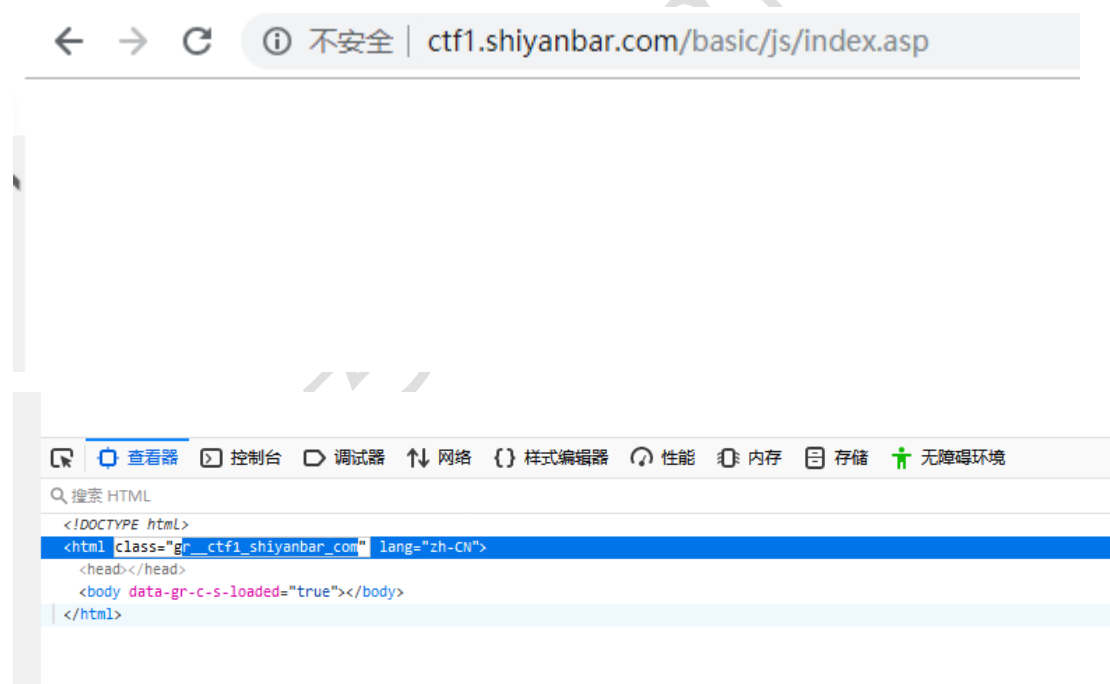 不安全 | ctf1.shiyanbar.com/basic/js/index.asp
查看器 控制台 调试器 网络 {} 样式编辑器 性能 内存 存储 无障碍环境
搜索 HTML
<!DOCTYPE html>
<html class="gr__ctf1_shiyanbar_com" lang="zh-CN">
<head></head>
<body data-gr-c-s-loaded="true"></body>
</html>